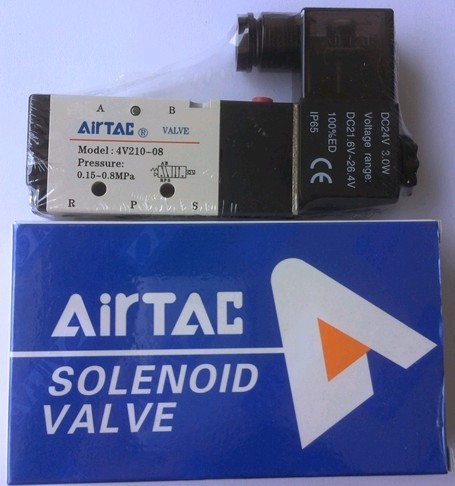 A B
AirTAC ® VALVE
Model: 4V210-08
Pressure:
0.15~0.8MPa
R P S
DC24V 3.0W
Voltage range:
DC21.6V~26.4V
100%ED
IP65 CE
AirTAC
SOLENOID
VALVE